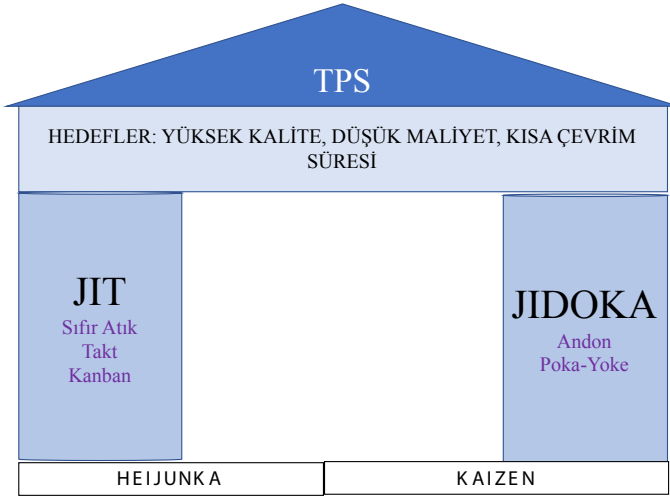 TPS
HEDEFLER: YÜKSEK KALİTE, DÜŞÜK MALİYET, KISA ÇEVRİM
SÜRESİ
JIT
Sıfır Atık
Takt
Kanban
JIDOKA
Andon
Poka-Yoke
HEIJUNKA
KAIZEN